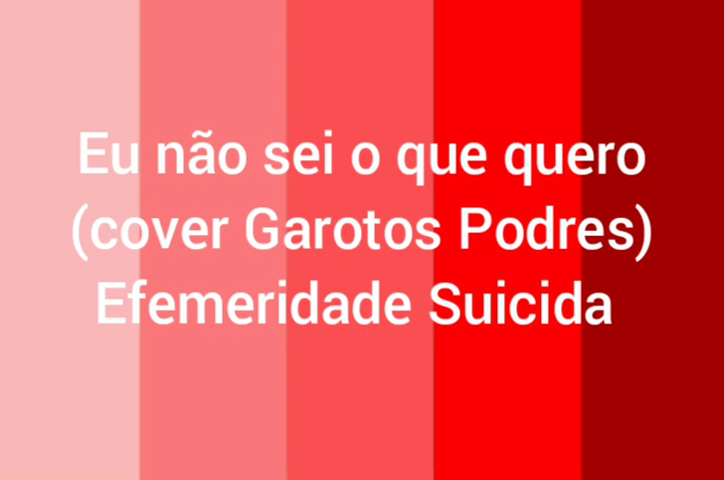 Eu não sei o que quero
(cover Garotos Podres)
Efemeridade Suicida